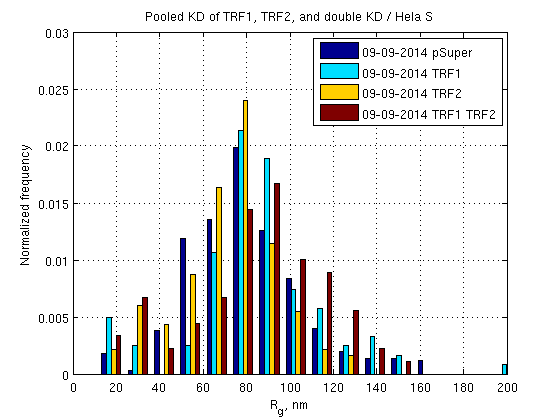 Pooled KD of TRF1, TRF2, and double KD / Hela S
0.03
0.025
0.02
0.015
0.01
0.005
0
Normalized frequency
09-09-2014 pSuper
09-09-2014 TRF1
09-09-2014 TRF2
09-09-2014 TRF1 TRF2
0 20 40 60 80 100 120 140 160 180 200
Rg, nm